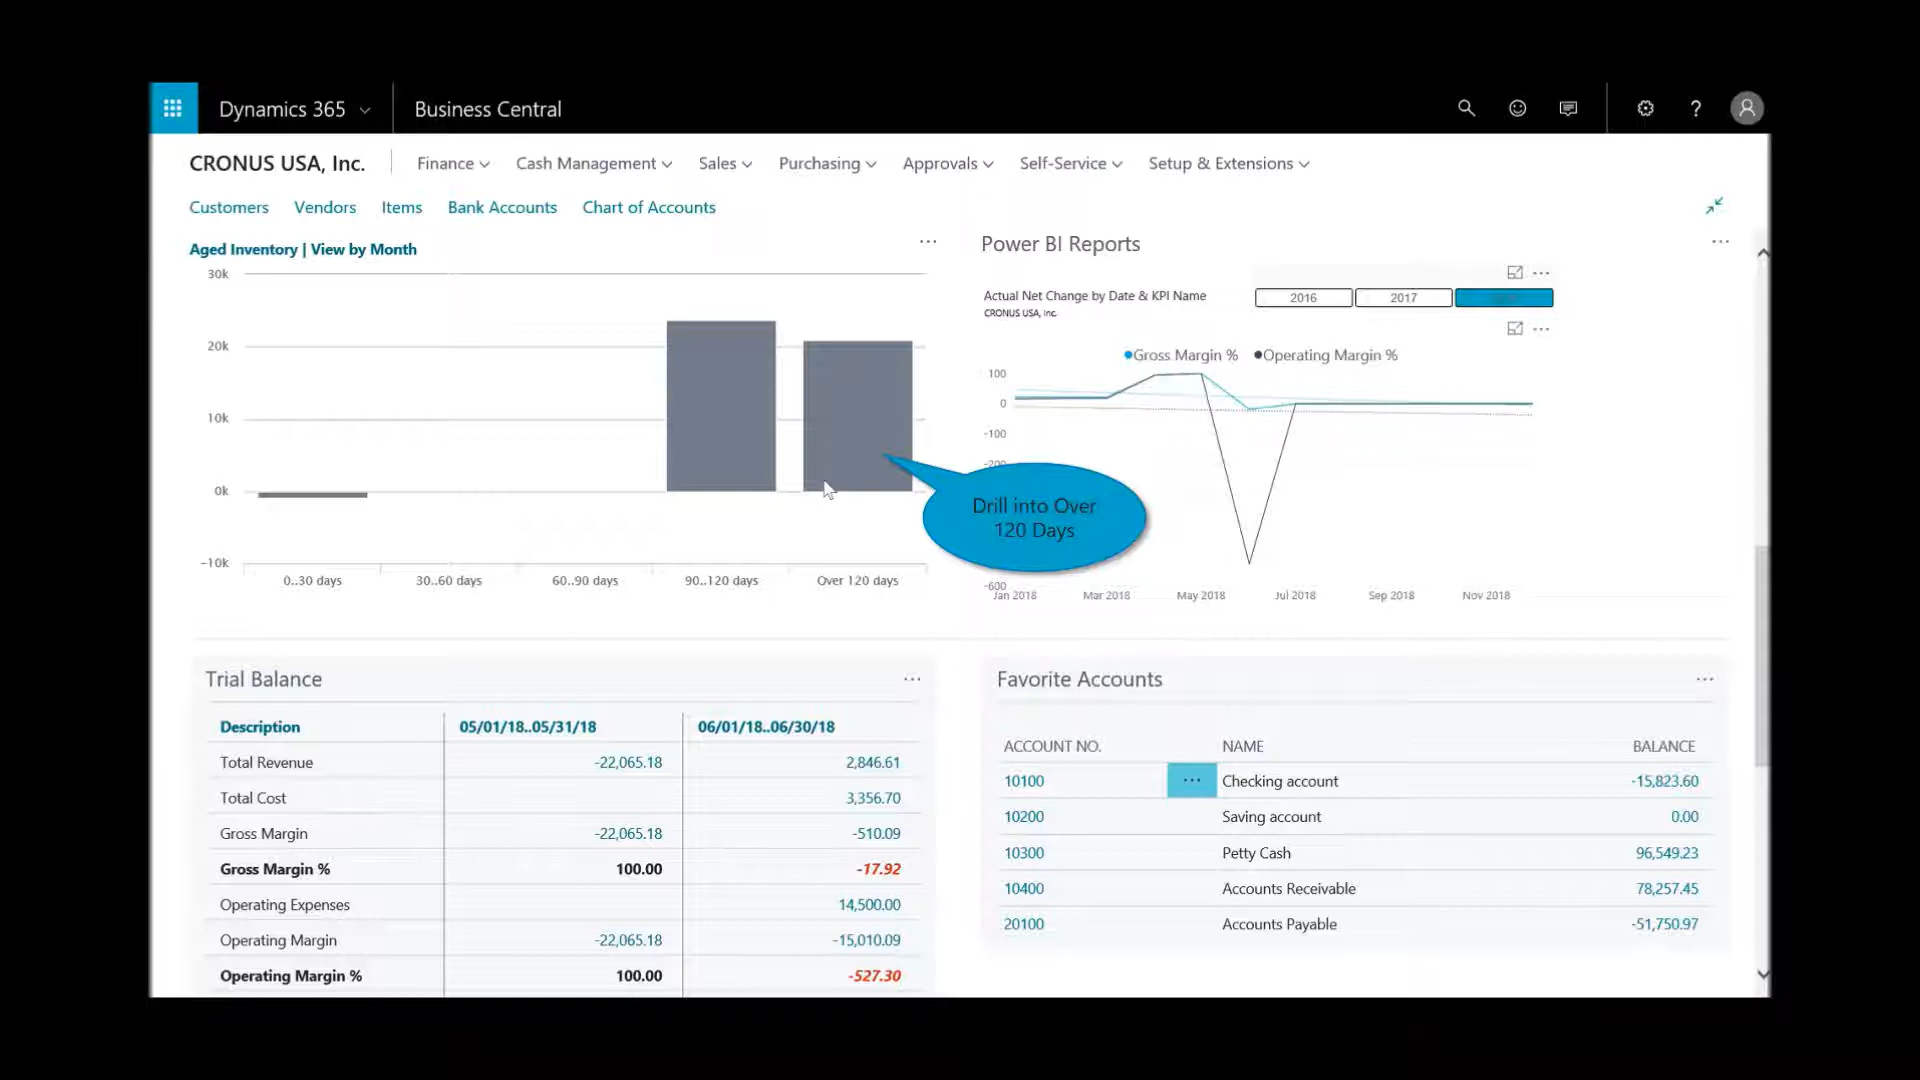 Dynamics 365
Business Central
CRONUS USA, Inc.
Finance
Cash Management
Sales
Purchasing
Approvals
Self-Service
Setup & Extensions
Customers
Vendors
Items
Bank Accounts
Chart of Accounts
Aged Inventory | View by Month
30k
20k
10k
0k
-10k
0..30 days
30..60 days
60..90 days
90..120 days
Over 120 days
Drill into Over
120 Days
Power BI Reports
Actual Net Change by Date & KPI Name
CRONUS USA, Inc.
2016
2017
Gross Margin %
Operating Margin %
100
0
-100
-200
-600
Jan 2018
Mar 2018
May 2018
Jul 2018
Sep 2018
Nov 2018
Trial Balance
Description 05/01/18..05/31/18 06/01/18..06/30/18
Total Revenue -22,065.18 2,846.61
Total Cost 3,356.70
Gross Margin -22,065.18 -510.09
Gross Margin % 100.00 -17.92
Operating Expenses 14,500.00
Operating Margin -22,065.18 -15,010.09
Operating Margin % 100.00 -527.30
Favorite Accounts
ACCOUNT NO. NAME BALANCE
10100 Checking account -15,823.60
10200 Saving account 0.00
10300 Petty Cash 96,549.23
10400 Accounts Receivable 78,257.45
20100 Accounts Payable -51,750.97